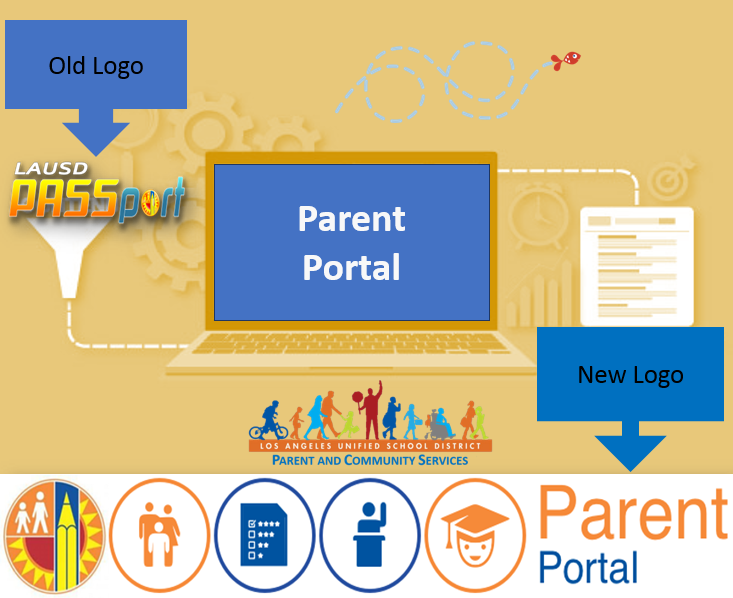 Old Logo
LAUSD
PASSport
Parent
Portal
New Logo
LOS ANGELES UNIFIED SCHOOL DISTRICT
PARENT AND COMMUNITY SERVICES
Parent
Portal